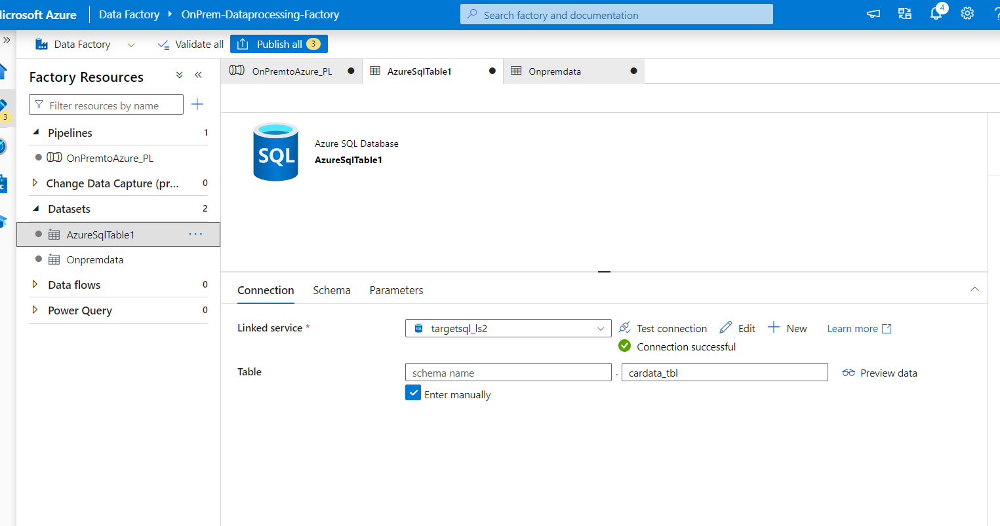 Microsoft Azure Data Factory OnPrem-Dataprocessing-Factory Search factory and documentation 4
Data Factory Validate all Publish all 3
Factory Resources
Filter resources by name
3
Pipelines 1
OnPremtoAzure_PL
Change Data Capture (pr... 0
Datasets 2
AzureSqlTable1 ...
Onpremdata
Data flows 0
Power Query 0
OnPremtoAzure_PL AzureSqlTable1 Onpremdata
SQL
Azure SQL Database
AzureSqlTable1
Connection Schema Parameters
Linked service * SQL targetsql_ls2 Test connection Edit New Learn more
Connection successful
Table schema name . cardata_tbl Preview data
Enter manually